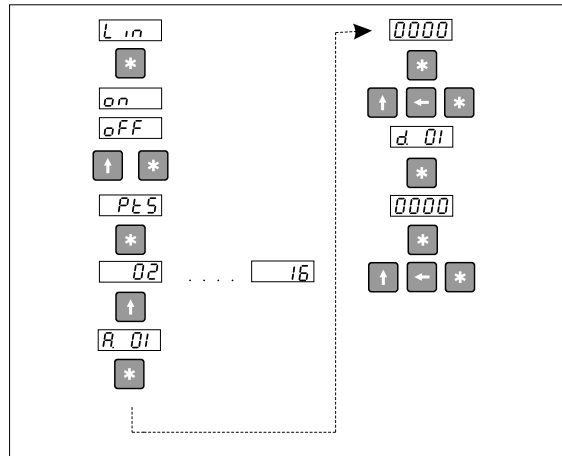 Lin
*
on
oFF
↑ *
PtS
*
02 . . . . 16
↑
A. 01
*
0000
*
↑ ← *
d. 01
*
0000
*
↑ ← *